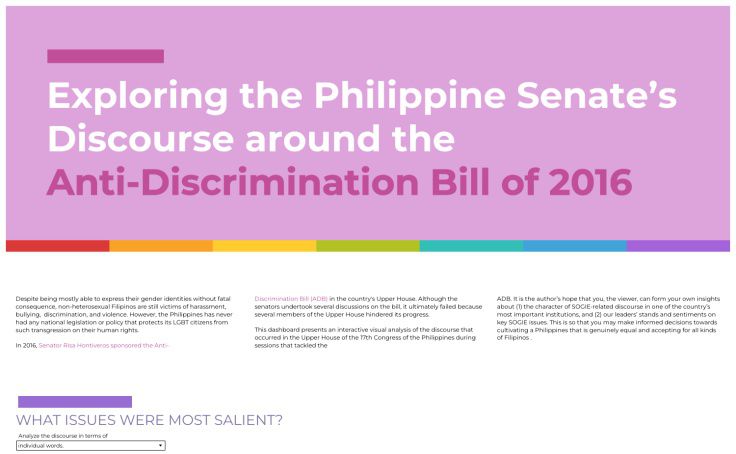 Exploring the Philippine Senate's
Discourse around the
Anti-Discrimination Bill of 2016
Despite being mostly able to express their gender identities without fatal
consequence, non-heterosexual Filipinos are still victims of harassment,
bullying, discrimination, and violence. However, the Philippines has never
had any national legislation or policy that protects its LGBT citizens from
such transgression on their human rights.
In 2016, Senator Risa Hontiveros sponsored the Anti-
Discrimination Bill (ADB) in the country's Upper House. Although the
senators undertook several discussions on the bill, it ultimately failed because
several members of the Upper House hindered its progress.
This dashboard presents an interactive visual analysis of the discourse that
occurred in the Upper House of the 17th Congress of the Philippines during
sessions that tackled the
ADB. It is the author's hope that you, the viewer, can form your own insights
about (1) the character of SOGIE-related discourse in one of the country's
most important institutions, and (2) our leaders' stands and sentiments on
key SOGIE issues. This is so that you may make informed decisions towards
cultivating a Philippines that is genuinely equal and accepting for all kinds
of Filipinos .
WHAT ISSUES WERE MOST SALIENT?
Analyze the discourse in terms of
individual words.